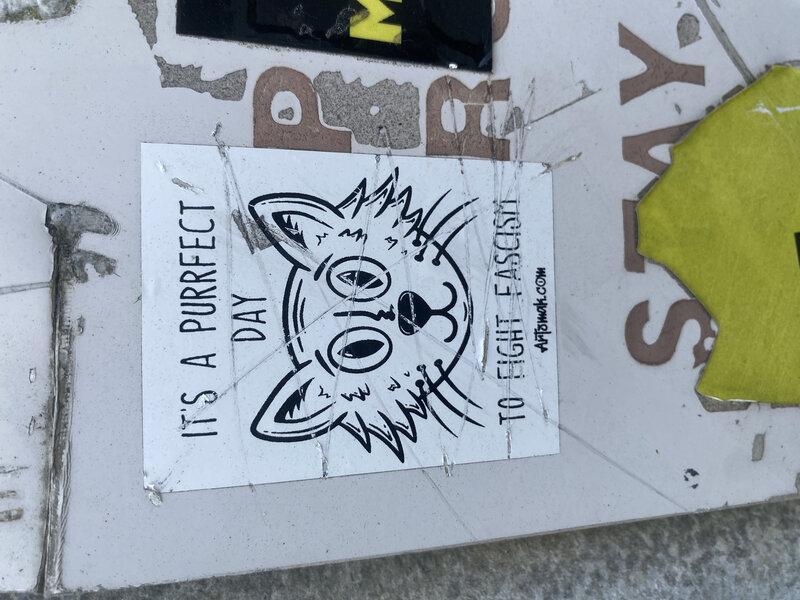 IT'S A PURRFECT
DAY
TO FIGHT FASCISM
Artsmak.com
P
M
R
STAY.